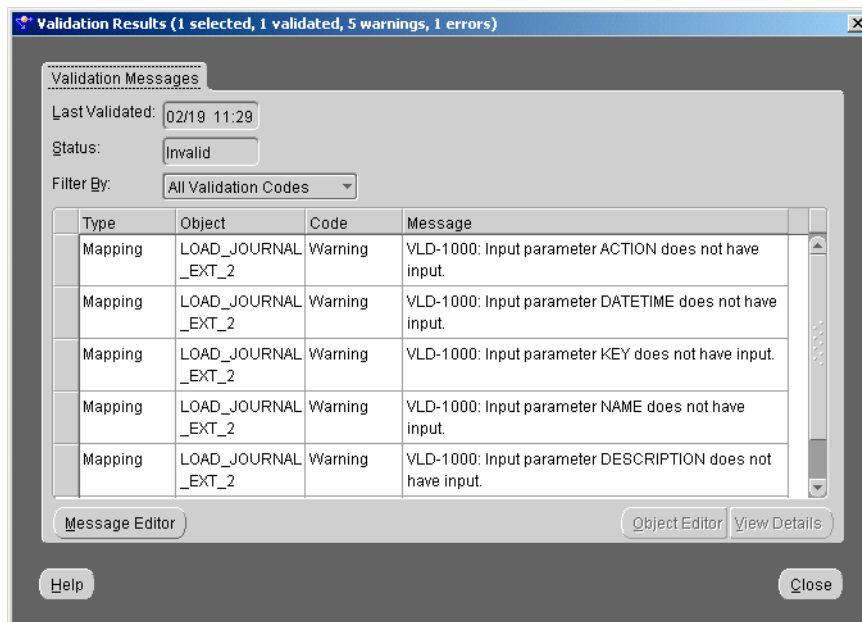 Validation Results (1 selected, 1 validated, 5 warnings, 1 errors)
Validation Messages
Last Validated: 02/19 11:29
Status: Invalid
Filter By: All Validation Codes
Type Object Code Message
Mapping LOAD_JOURNAL Warning VLD-1000: Input parameter ACTION does not have
_EXT_2 input.
Mapping LOAD_JOURNAL Warning VLD-1000: Input parameter DATETIME does not have
_EXT_2 input.
Mapping LOAD_JOURNAL Warning VLD-1000: Input parameter KEY does not have input.
_EXT_2
Mapping LOAD_JOURNAL Warning VLD-1000: Input parameter NAME does not have
_EXT_2 input.
Mapping LOAD_JOURNAL Warning VLD-1000: Input parameter DESCRIPTION does not
_EXT_2 have input.
Message Editor Object Editor View Details
Help Close